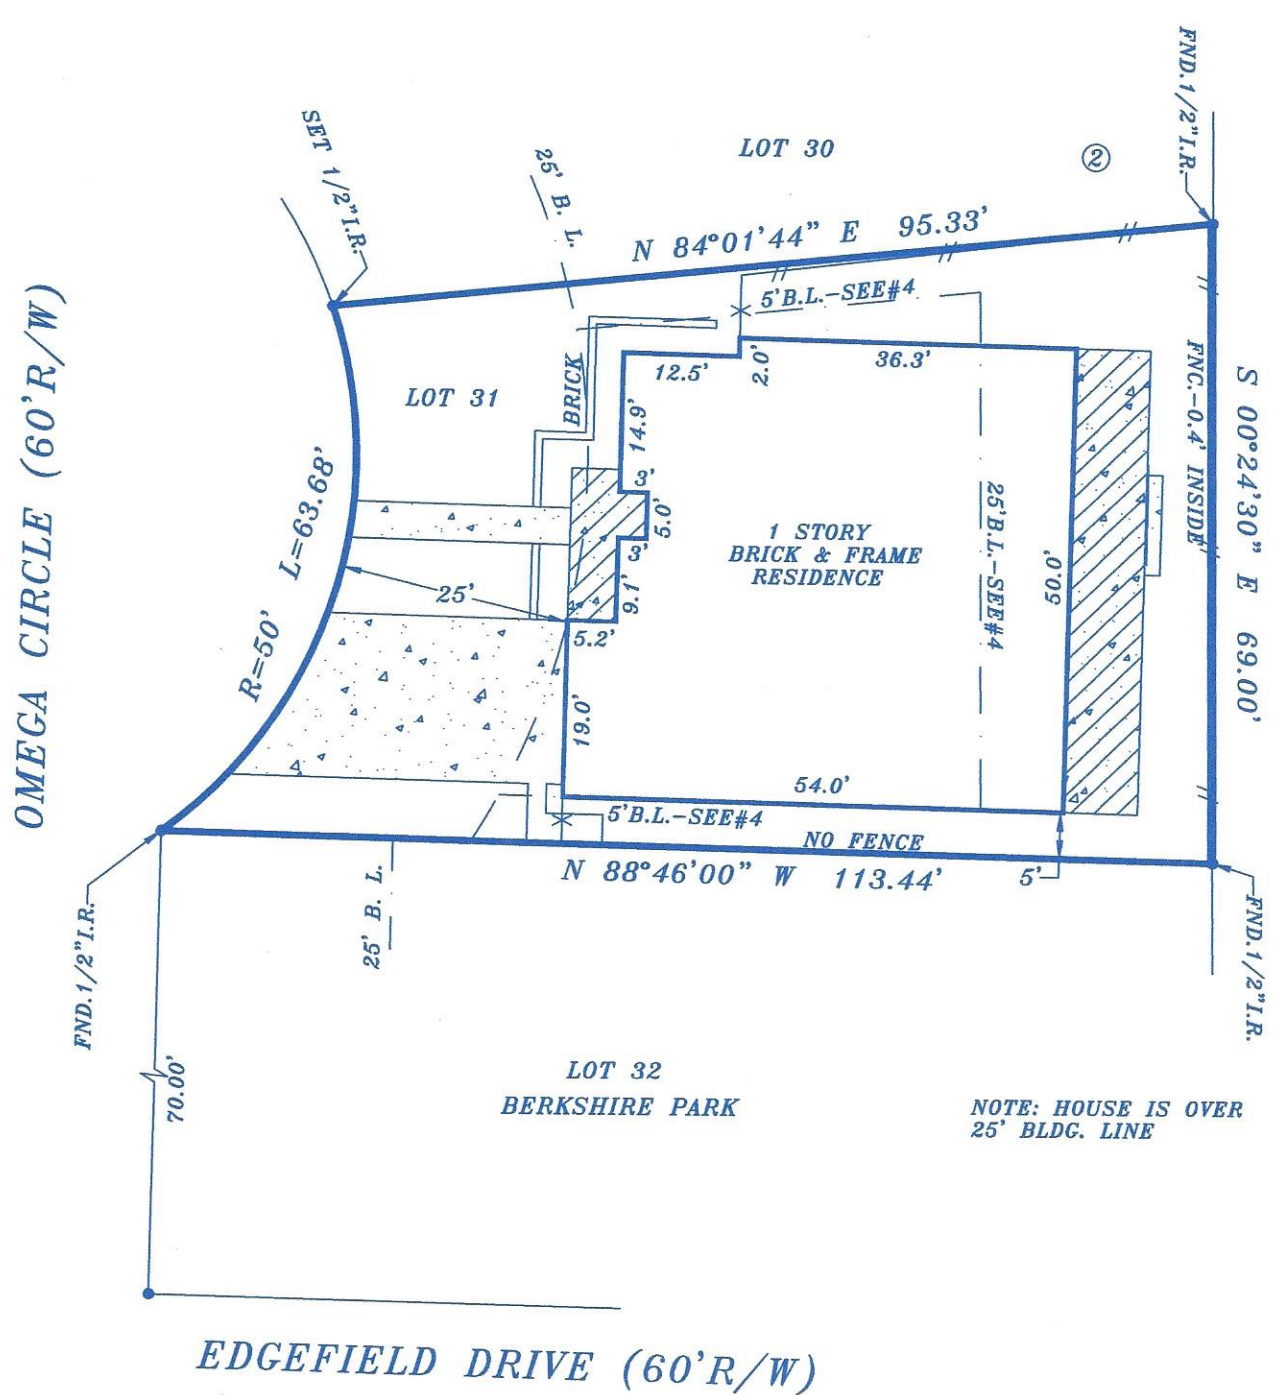 FND.1/2"I.R.
SET 1/2"I.R.
25' B. L.
LOT 30
②
N 84°01'44" E 95.33'
5'B.L.-SEE#4
12.5'
2.0'
36.3'
BRICK
LOT 31
14.9'
3'
5.0'
3'
9.1'
5.2'
19.0'
25'
1 STORY
BRICK & FRAME
RESIDENCE
25'B.L.-SEE#4
50.0'
FNC.-0.4' INSIDE
S 00°24'30" E 69.00'
OMEGA CIRCLE (60'R/W)
R=50' L=63.68'
54.0'
5'B.L.-SEE#4
NO FENCE
N 88°46'00" W 113.44'
5'
25' B. L.
FND.1/2"I.R.
FND.1/2"I.R.
70.00'
LOT 32
BERKSHIRE PARK
NOTE: HOUSE IS OVER
25' BLDG. LINE
EDGEFIELD DRIVE (60'R/W)